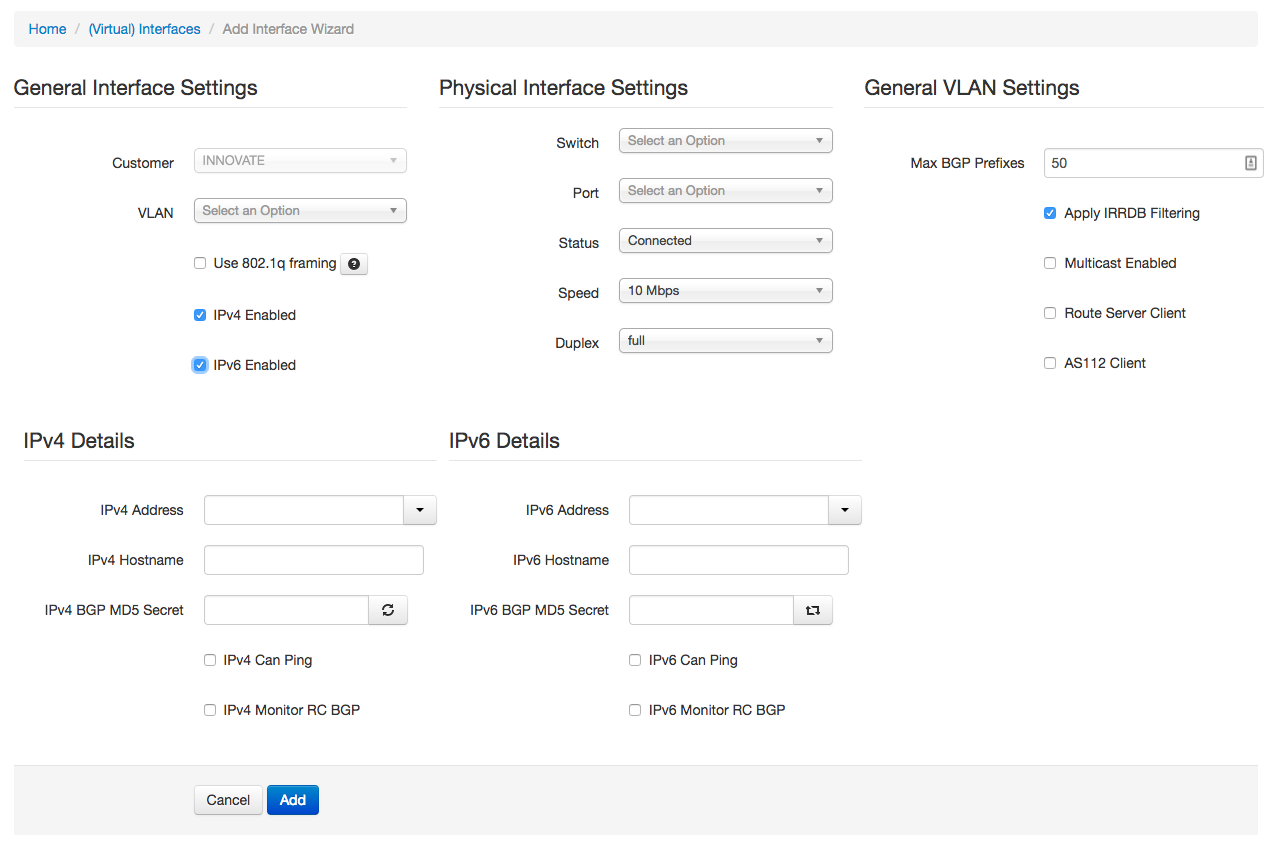 Home / (Virtual) Interfaces / Add Interface Wizard
General Interface Settings
Customer INNOVATE
VLAN Select an Option
Use 802.1q framing ?
IPv4 Enabled
IPv6 Enabled
Physical Interface Settings
Switch Select an Option
Port Select an Option
Status Connected
Speed 10 Mbps
Duplex full
General VLAN Settings
Max BGP Prefixes 50
Apply IRRDB Filtering
Multicast Enabled
Route Server Client
AS112 Client
IPv4 Details
IPv4 Address
IPv4 Hostname
IPv4 BGP MD5 Secret
IPv4 Can Ping
IPv4 Monitor RC BGP
IPv6 Details
IPv6 Address
IPv6 Hostname
IPv6 BGP MD5 Secret
IPv6 Can Ping
IPv6 Monitor RC BGP
Cancel Add